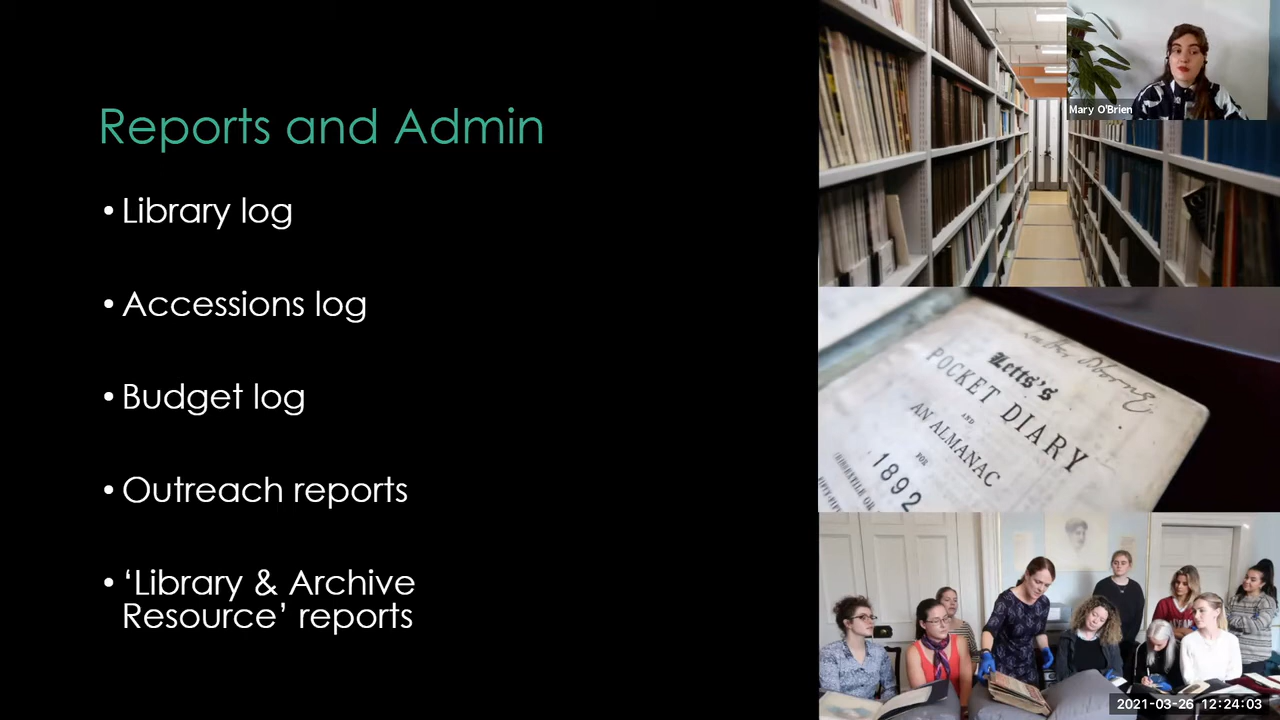 Reports and Admin
• Library log
• Accessions log
• Budget log
• Outreach reports
• ‘Library & Archive
Resource’ reports
Mary O'Brien
Letts's
POCKET DIARY
AND
AN ALMANAC
FOR
1892
2021-03-26 12:24:03